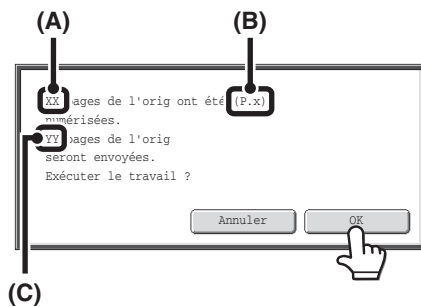 (A) (B)
XX pages de l'orig ont été (P.x)
numérisées.
YY pages de l'orig
seront envoyées.
Exécuter le travail ?
Annuler OK
(C)